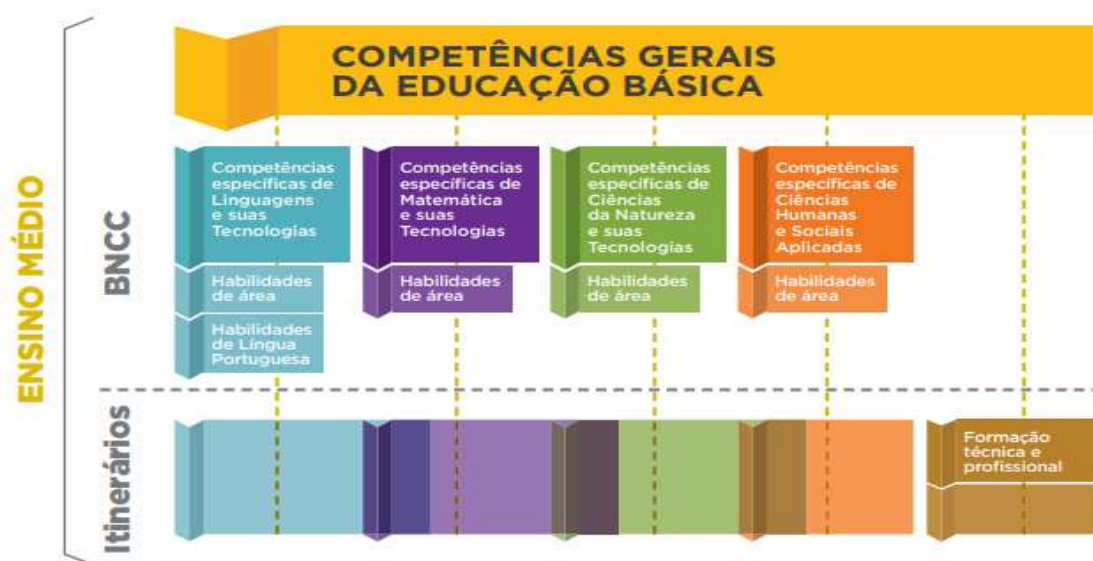 COMPETÊNCIAS GERAIS
DA EDUCAÇÃO BÁSICA
ENSINO MÉDIO
BNCC
Competências
específicas de
Linguagens
e suas
Tecnologias
Habilidades
de área
Habilidades
de Língua
Portuguesa
Competências
específicas de
Matemática
e suas
Tecnologias
Habilidades
de área
Competências
específicas de
Ciências
da Natureza
e suas
Tecnologias
Habilidades
de área
Competências
específicas de
Ciências
Humanas
e Sociais
Aplicadas
Habilidades
de área
Itinerários
Formação
técnica e
profissional